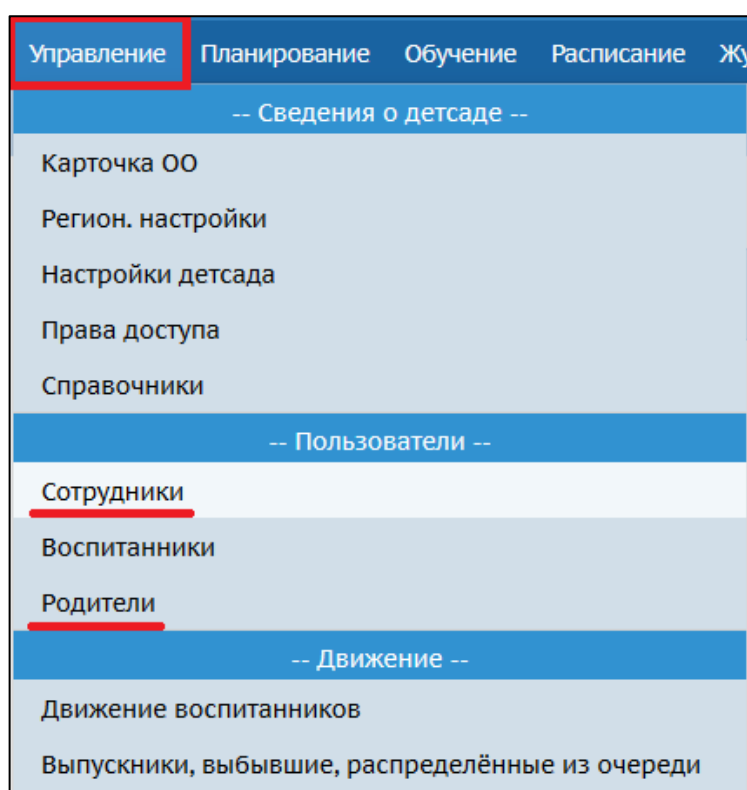 Управление Планирование Обучение Расписание Жу
-- Сведения о детсаде --
Карточка ОО
Регион. настройки
Настройки детсада
Права доступа
Справочники
-- Пользователи --
Сотрудники
Воспитанники
Родители
-- Движение --
Движение воспитанников
Выпускники, выбывшие, распределённые из очереди